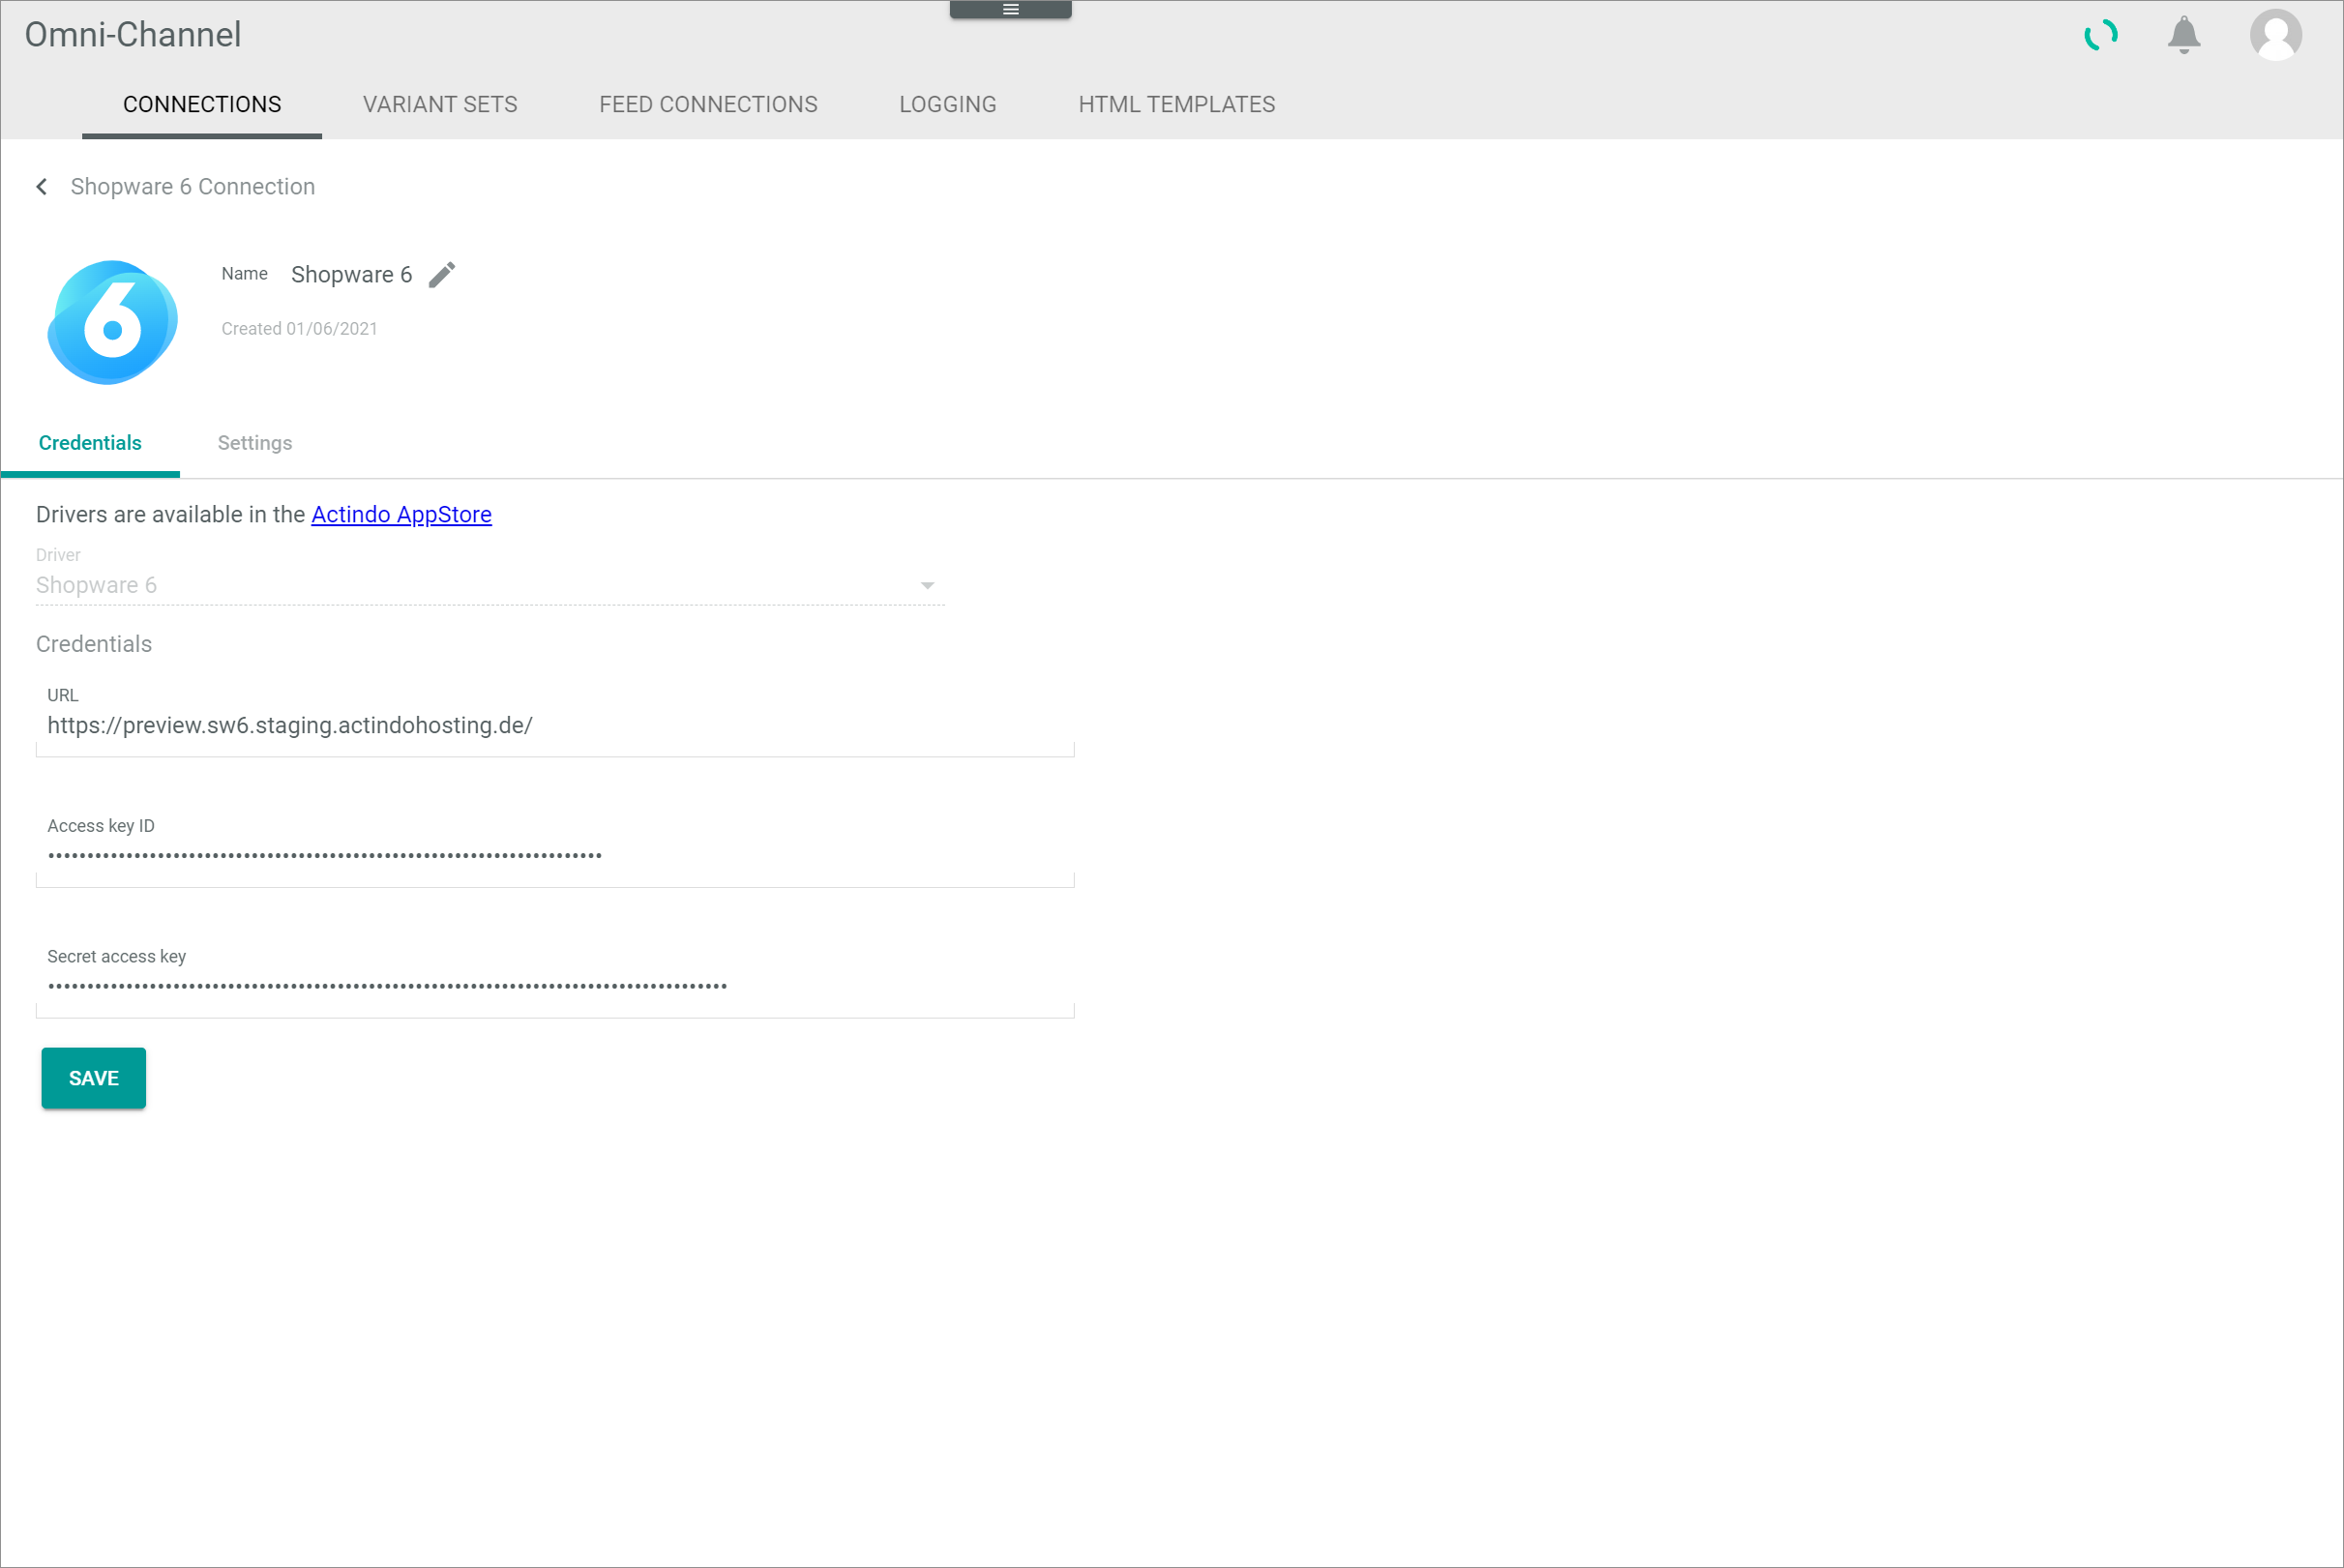 Omni-Channel
CONNECTIONS VARIANT SETS FEED CONNECTIONS LOGGING HTML TEMPLATES
Shopware 6 Connection
6
Name Shopware 6
Created 01/06/2021
Credentials Settings
Drivers are available in the Actindo AppStore
Driver
Shopware 6
Credentials
URL
https://preview.sw6.staging.actindohosting.de/
Access key ID
Secret access key
SAVE